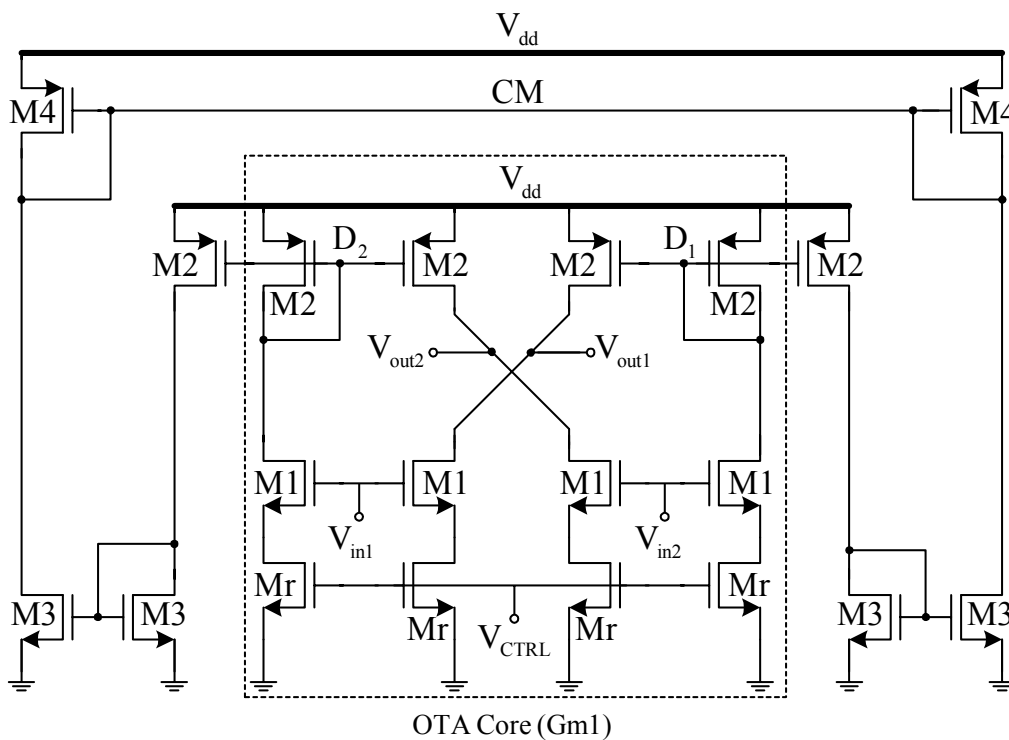 Vdd
M4
CM
M4
Vdd
M2
M2
D2
M2
M2
D1
M2
M2
Vout2
Vout1
M1
M1
M1
M1
Vin1
Vin2
M3
M3
Mr
Mr
VCTRL
Mr
Mr
M3
M3
OTA Core (Gm1)